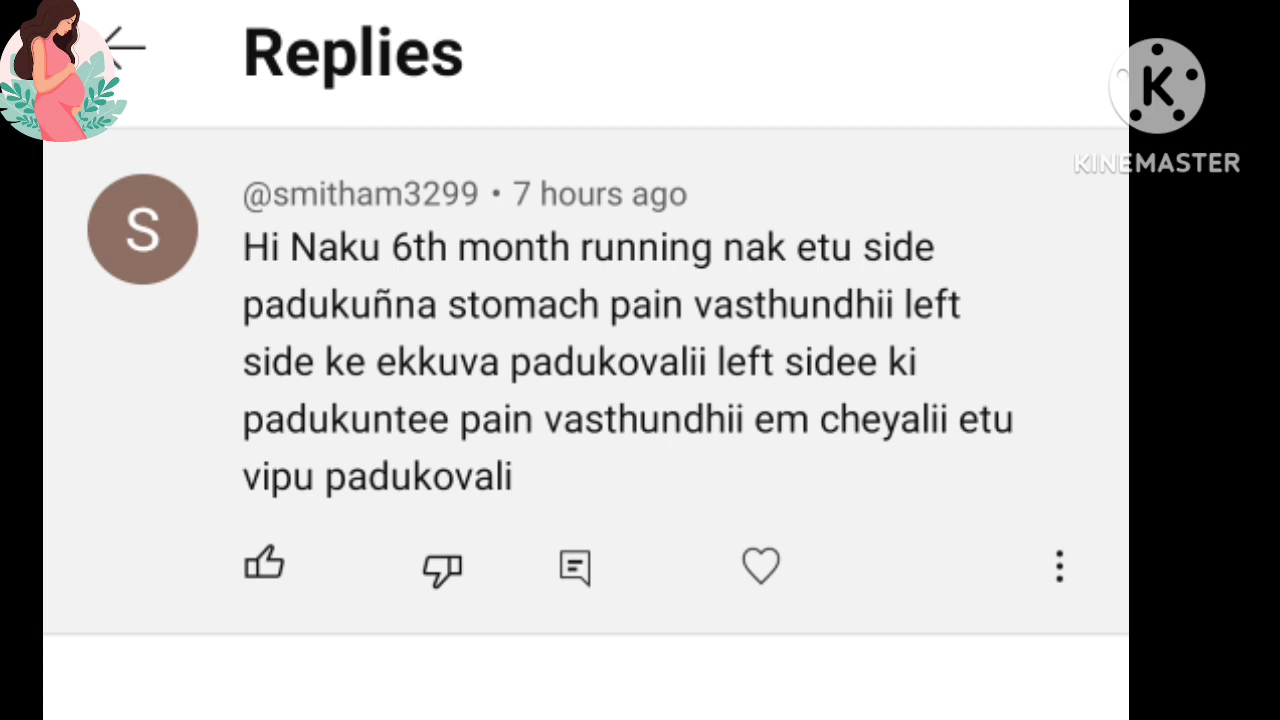 Replies
K
KINEMASTER
S
@smitham3299 • 7 hours ago
Hi Naku 6th month running nak etu side
padukuñna stomach pain vasthundhii left
side ke ekkuva padukovalii left sidee ki
padukuntee pain vasthundhii em cheyalii etu
vipu padukovali